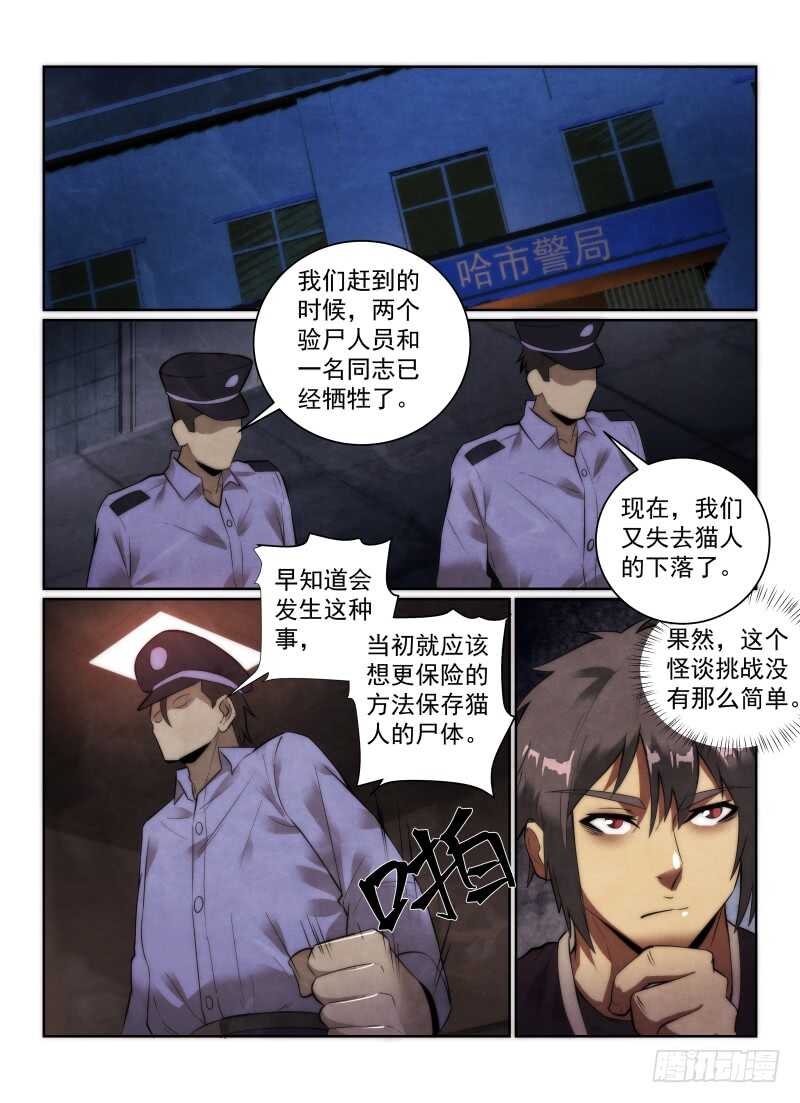 哈市警局
我们赶到的
时候，两个
验尸人员和
一名同志已
经牺牲了。
现在，我们
又失去猫人
的下落了。
早知道会
发生这种
事，
当初就应该
想更保险的
方法保存猫
人的尸体。
啪
果然，这个
怪谈挑战没
有那么简单。
腾讯动漫